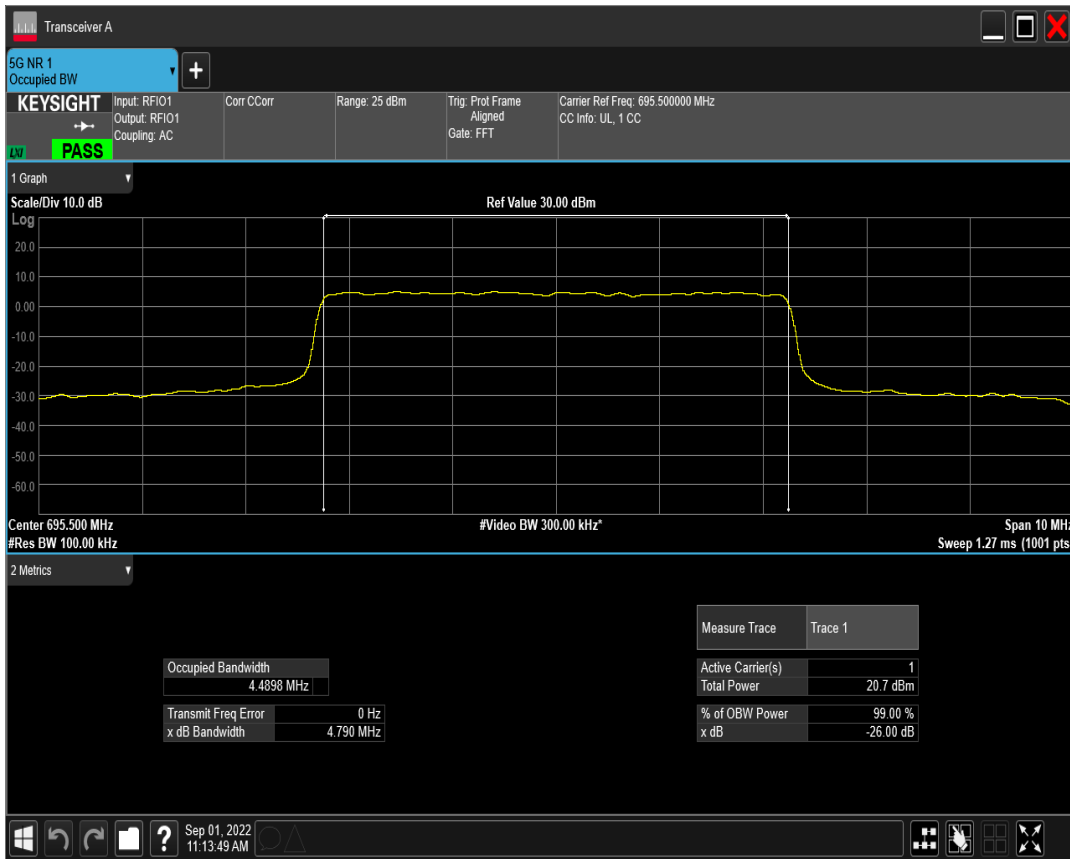 Transceiver A
5G NR 1
Occupied BW
+
KEYSIGHT
LXI
PASS
Input: RFIO1
Output: RFIO1
Coupling: AC
Corr CCorr
Range: 25 dBm
Trig: Prot Frame
Aligned
Gate: FFT
Carrier Ref Freq: 695.500000 MHz
CC Info: UL, 1 CC
1 Graph
Scale/Div 10.0 dB
Ref Value 30.00 dBm
Log
20.0
10.0
0.00
-10.0
-20.0
-30.0
-40.0
-50.0
-60.0
Center 695.500 MHz
#Video BW 300.00 kHz*
Span 10 MHz
#Res BW 100.00 kHz
Sweep 1.27 ms (1001 pts
2 Metrics
Measure Trace Trace 1
Occupied Bandwidth
4.4898 MHz
Active Carrier(s) 1
Total Power 20.7 dBm
Transmit Freq Error 0 Hz
x dB Bandwidth 4.790 MHz
% of OBW Power 99.00 %
x dB -26.00 dB
?
Sep 01, 2022
11:13:49 AM